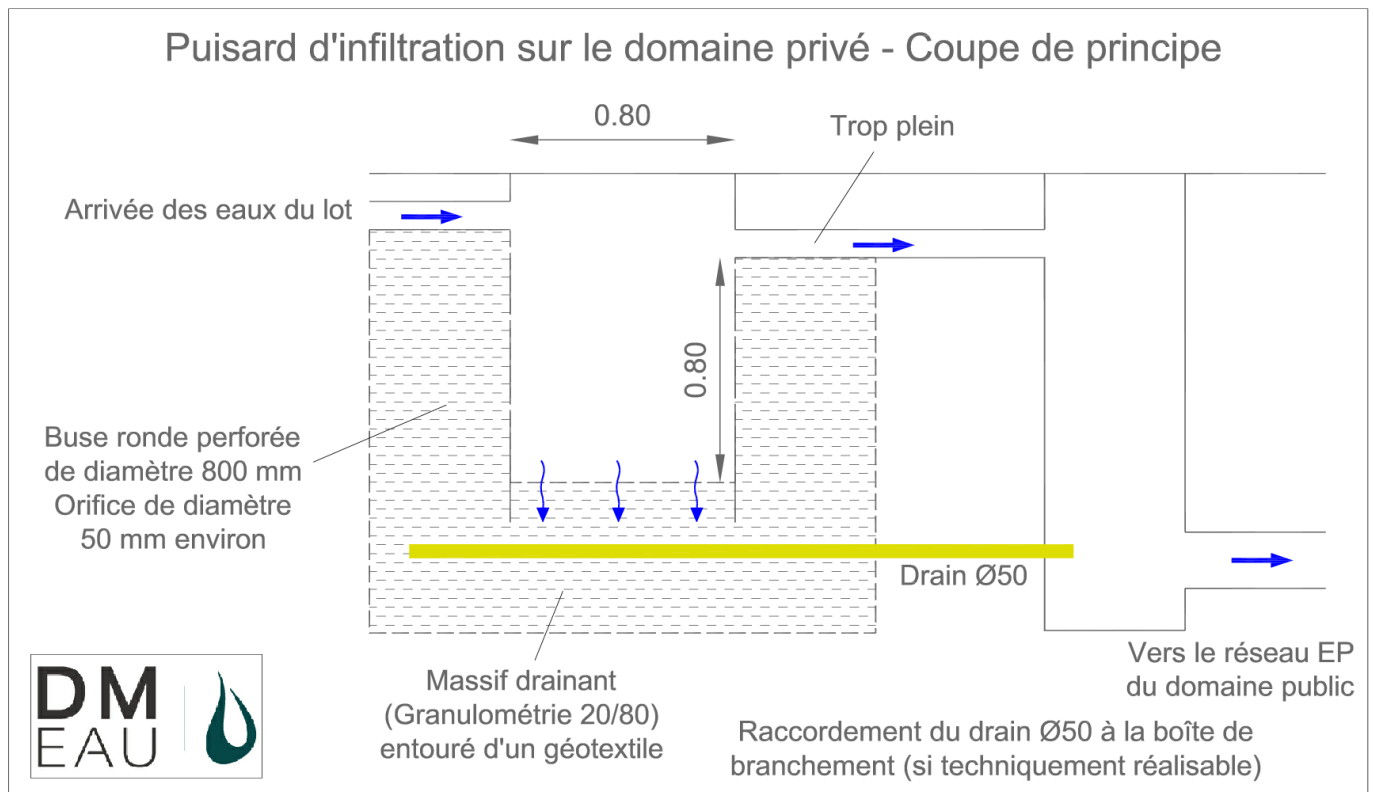 Puisard d'infiltration sur le domaine privé - Coupe de principe
0.80
Trop plein
Arrivée des eaux du lot
0.80
Buse ronde perforée
de diamètre 800 mm
Orifice de diamètre
50 mm environ
Drain Ø50
Massif drainant
(Granulométrie 20/80)
entouré d'un géotextile
Vers le réseau EP
du domaine public
Raccordement du drain Ø50 à la boîte de
branchement (si techniquement réalisable)
DM
EAU